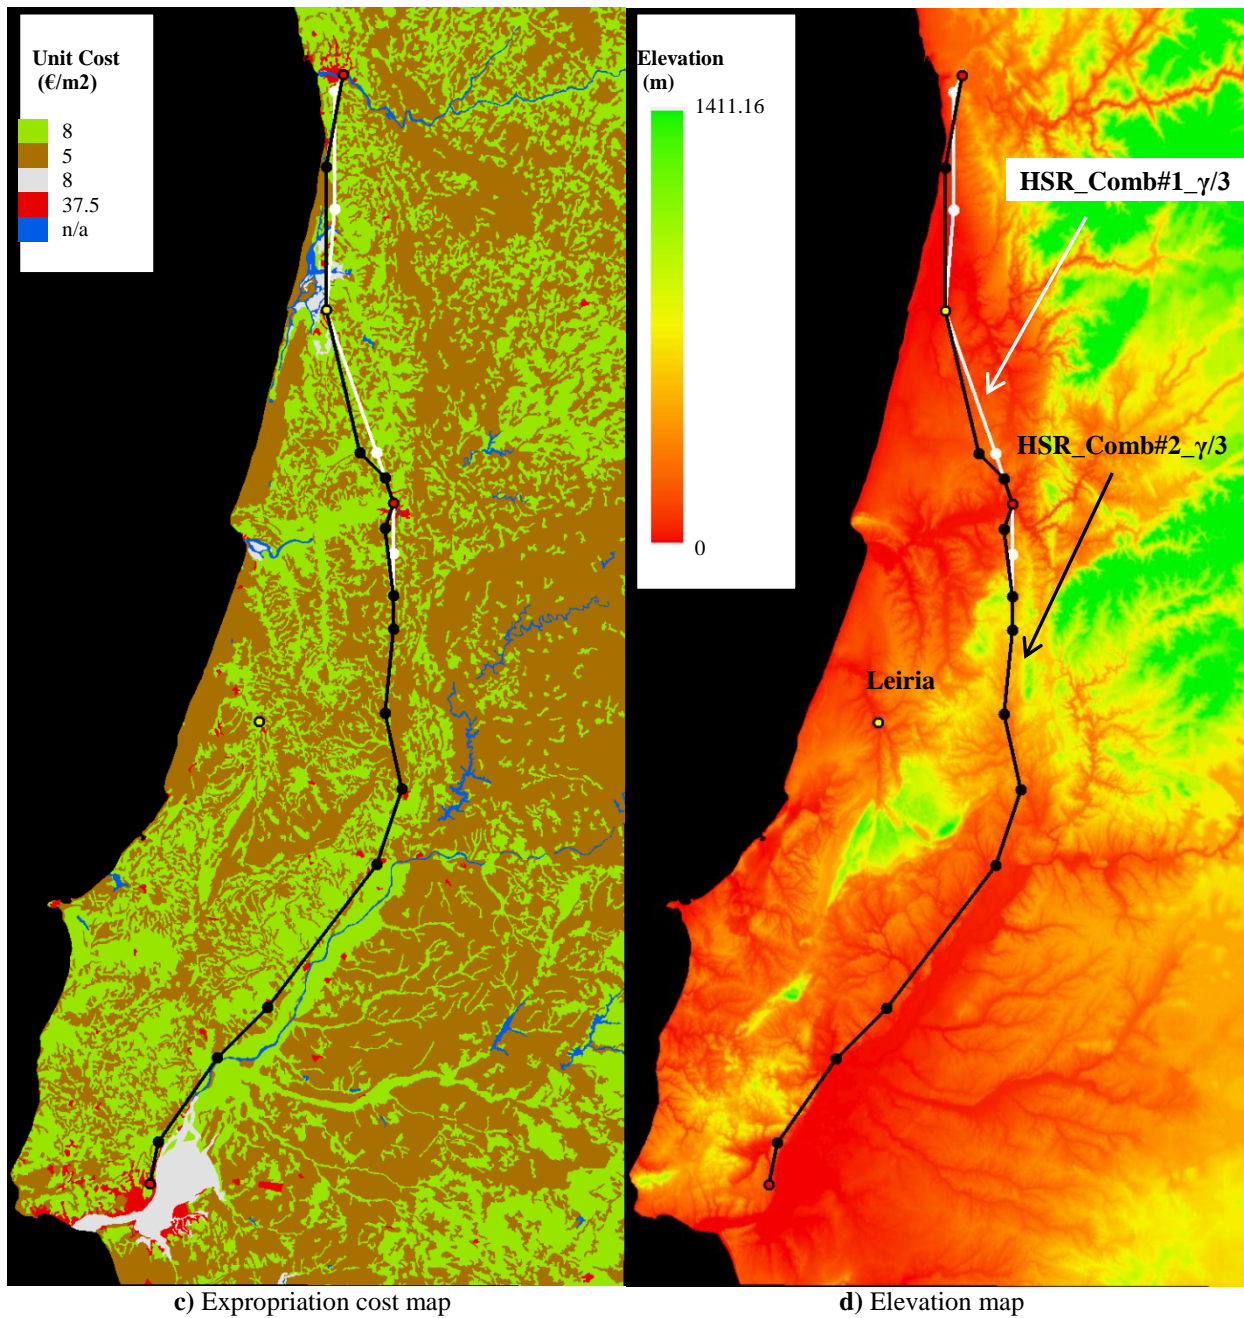 Unit Cost
(€/m2)
8
5
8
37.5
n/a
Elevation
(m)
1411.16
0
HSR_Comb#1_γ/3
HSR_Comb#2_γ/3
Leiria
c) Expropriation cost map
d) Elevation map